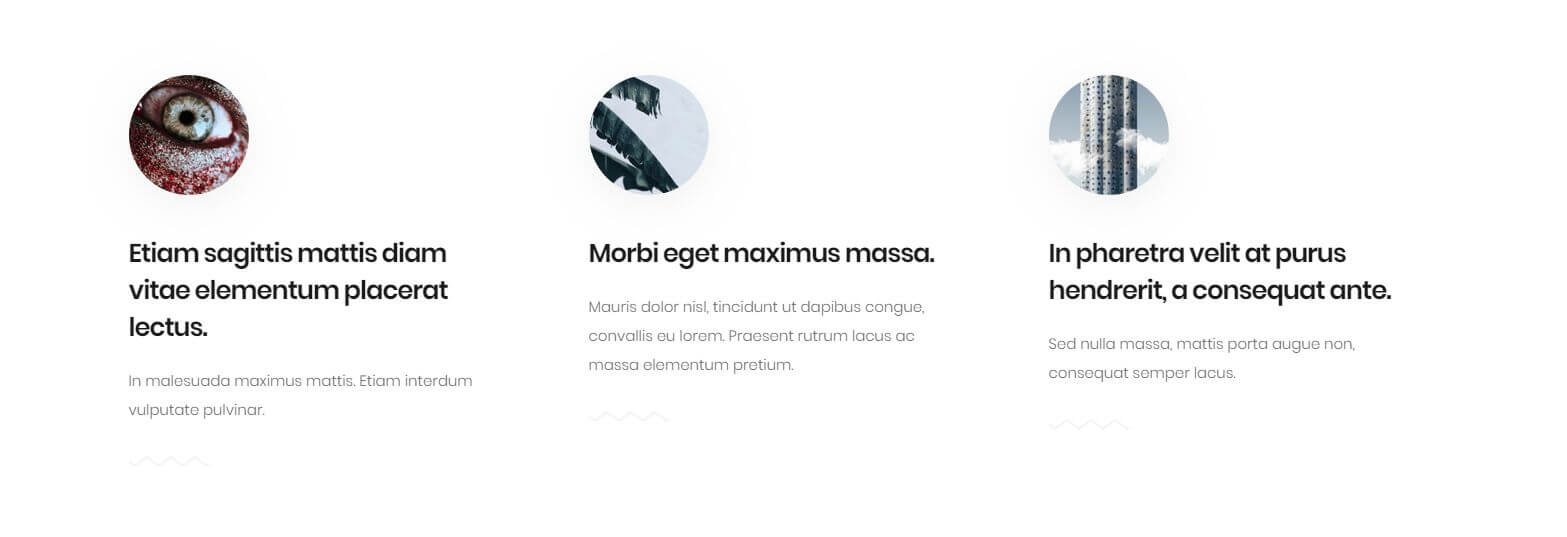 Etiam sagittis mattis diam
vitae elementum placerat
lectus.
In malesuada maximus mattis. Etiam interdum
vulputate pulvinar.
Morbi eget maximus massa.
Mauris dolor nisl, tincidunt ut dapibus congue,
convallis eu lorem. Praesent rutrum lacus ac
massa elementum pretium.
In pharetra velit at purus
hendrerit, a consequat ante.
Sed nulla massa, mattis porta augue non,
consequat semper lacus.